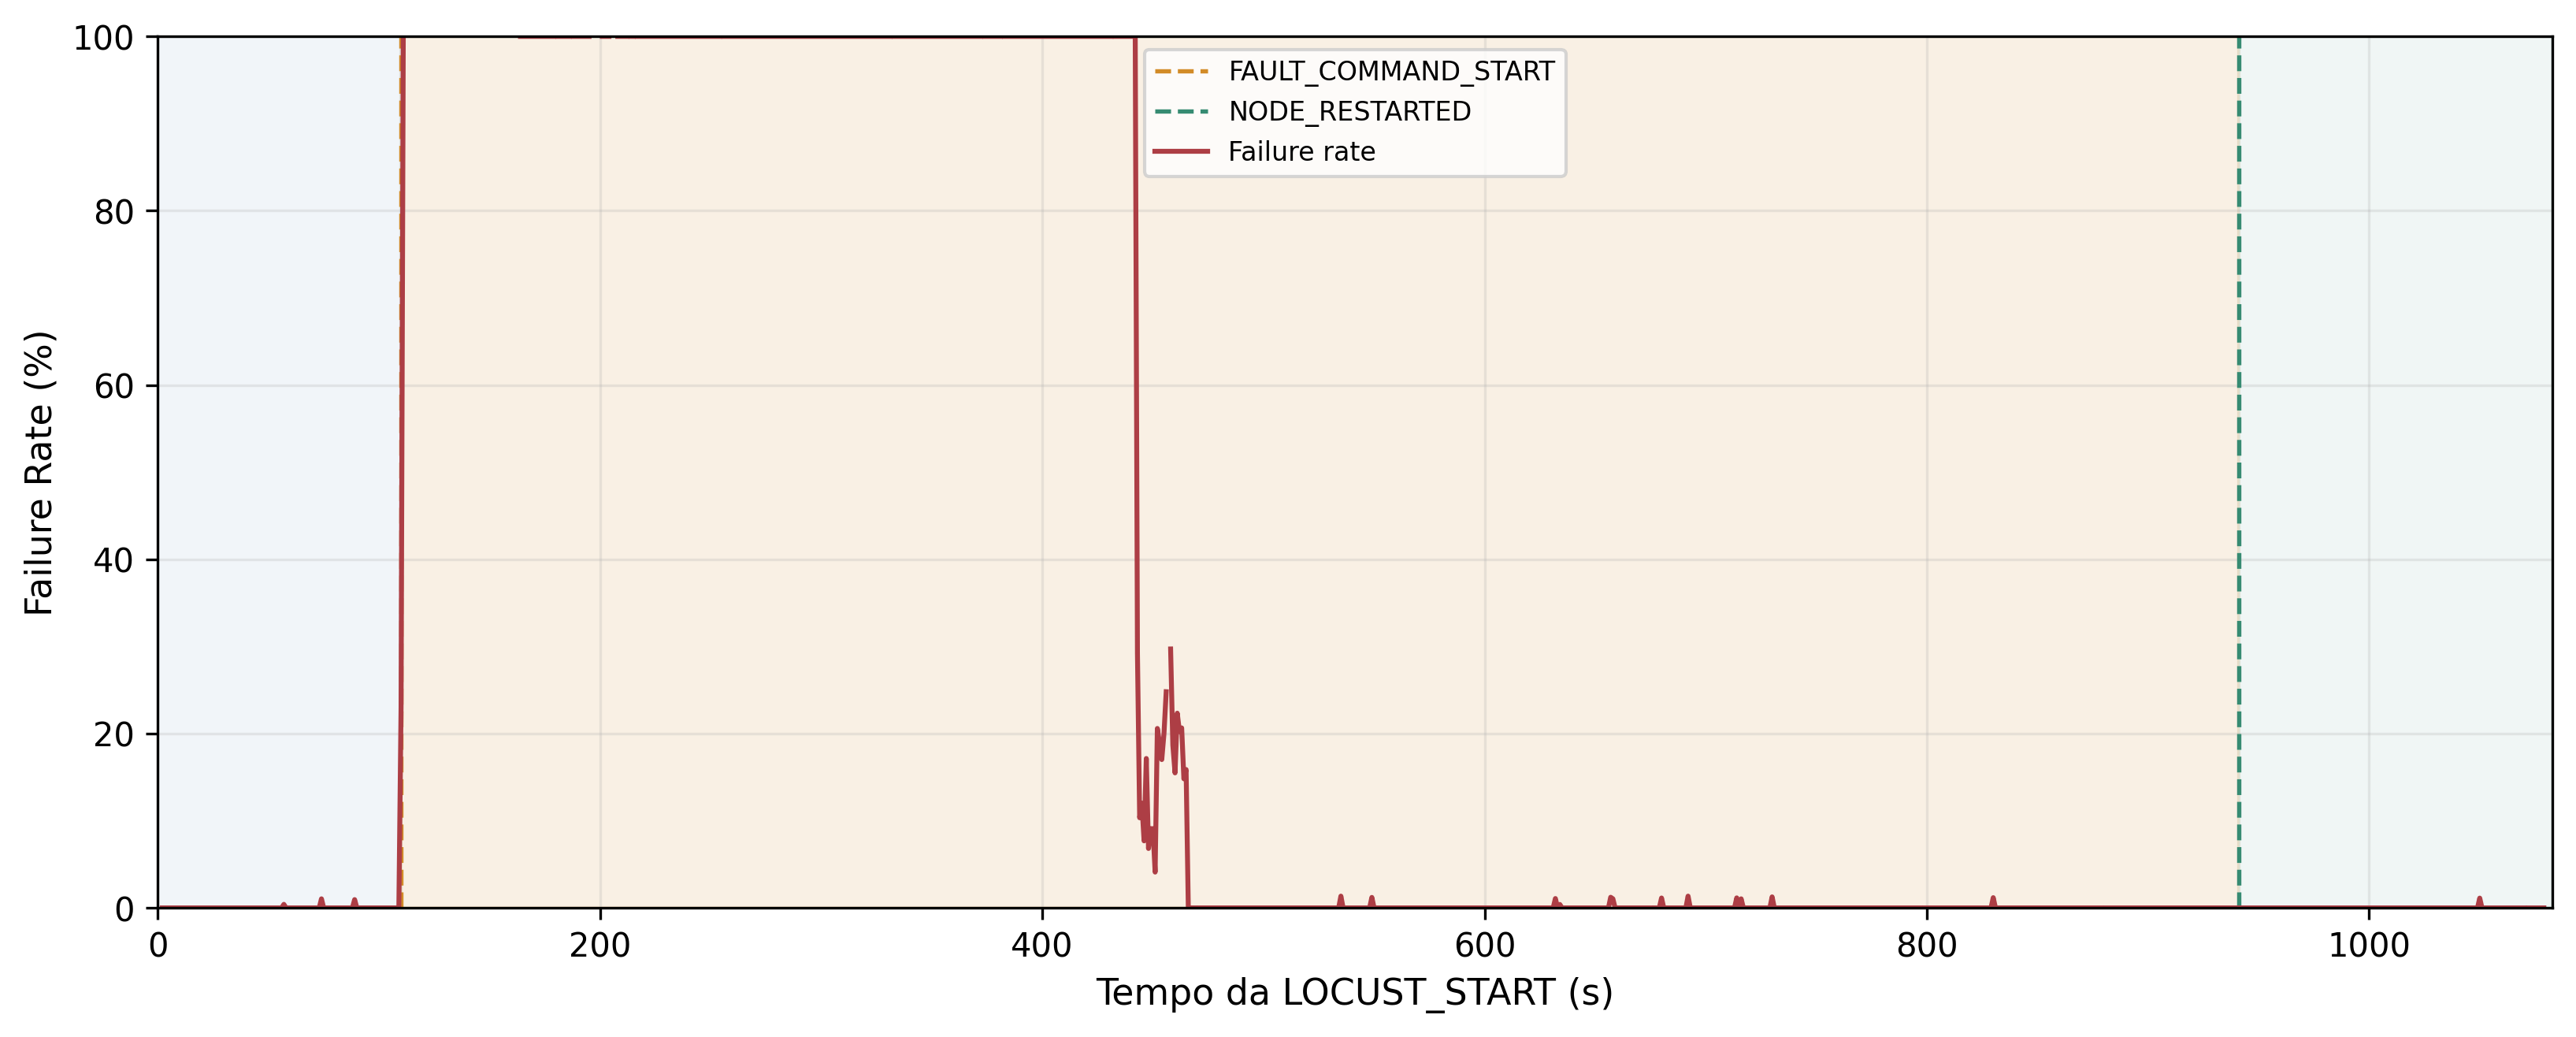 100
80
60
40
20
0
Failure Rate (%)
FAULT_COMMAND_START
NODE_RESTARTED
Failure rate
0 200 400 600 800 1000
Tempo da LOCUST_START (s)